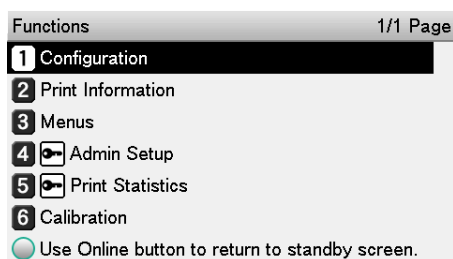 Functions 1/1 Page
1 Configuration
2 Print Information
3 Menus
4 Admin Setup
5 Print Statistics
6 Calibration
Use Online button to return to standby screen.